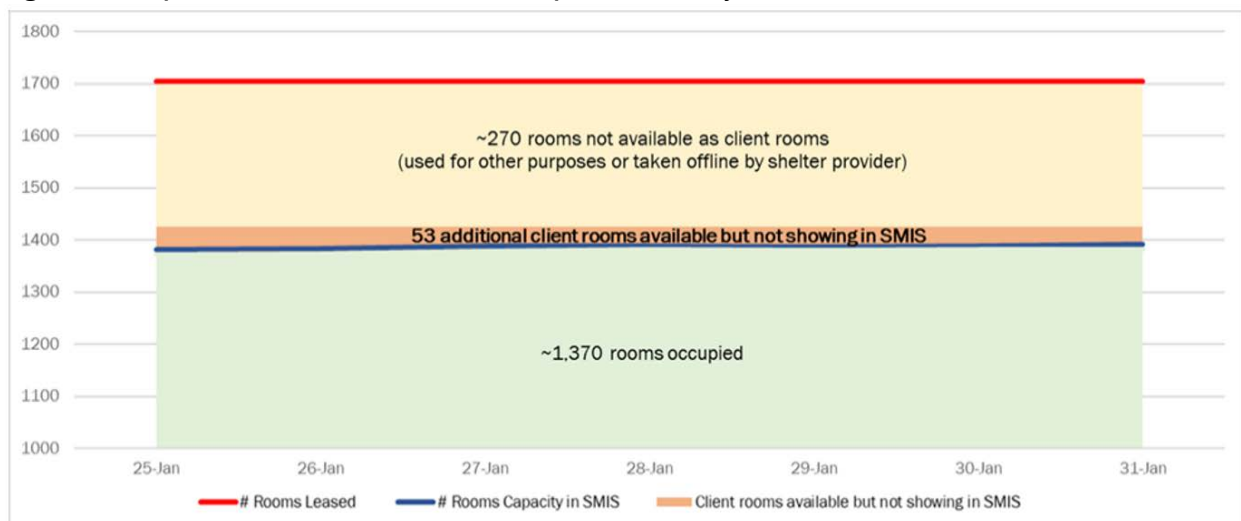 1800
1700
1600
1500
1400
1300
1200
1100
1000
~270 rooms not available as client rooms
(used for other purposes or taken offline by shelter provider)
53 additional client rooms available but not showing in SMIS
~1,370 rooms occupied
25-Jan 26-Jan 27-Jan 28-Jan 29-Jan 30-Jan 31-Jan
# Rooms Leased # Rooms Capacity in SMIS Client rooms available but not showing in SMIS